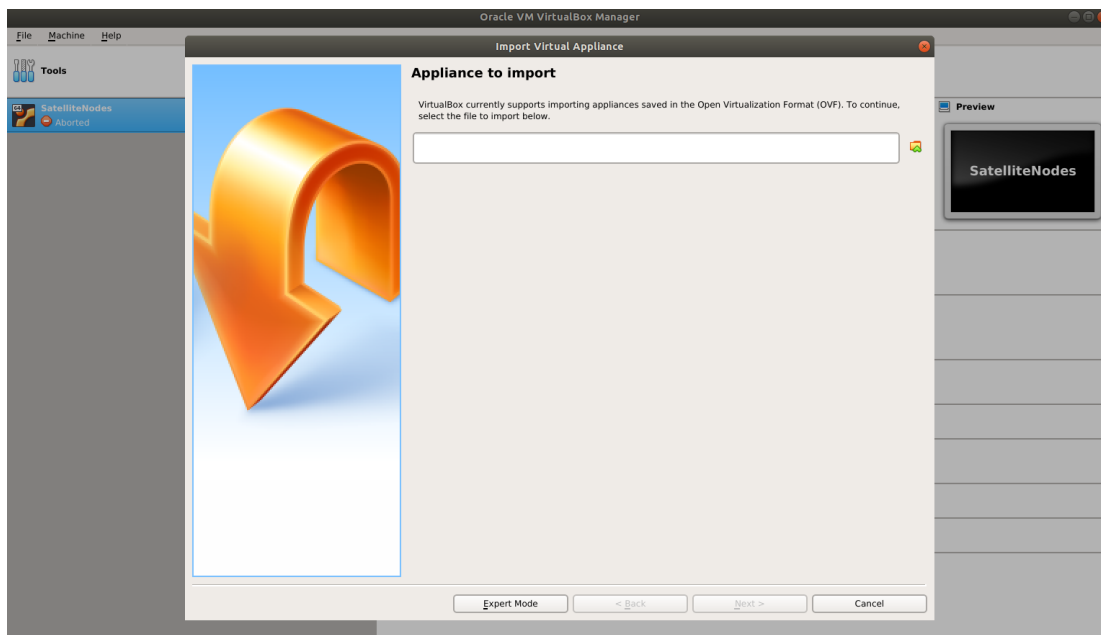 Oracle VM VirtualBox Manager
File Machine Help
Import Virtual Appliance
Tools
Appliance to import
VirtualBox currently supports importing appliances saved in the Open Virtualization Format (OVF). To continue,
select the file to import below.
SatelliteNodes
Aborted
Preview
SatelliteNodes
Expert Mode
< Back
Next >
Cancel